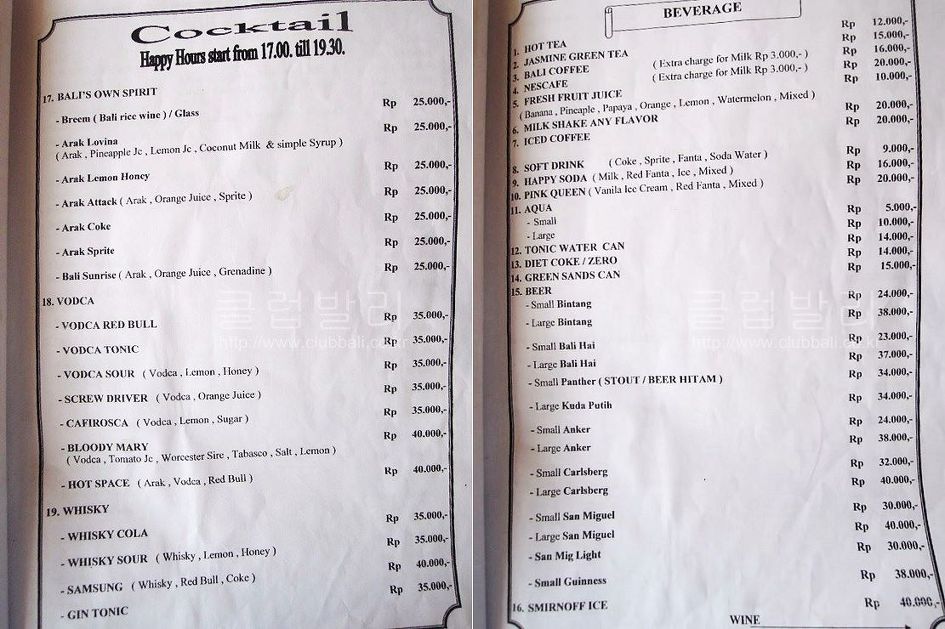 Cocktail
Happy Hours start from 17.00. till 19.30.
17. BALI'S OWN SPIRIT
- Breem ( Bali rice wine ) / Glass Rp 25.000,-
- Arak Lovina Rp 25.000,-
( Arak , Pineapple Jc , Lemon Jc , Coconut Milk & simple Syrup )
- Arak Lemon Honey Rp 25.000,-
- Arak Attack ( Arak , Orange Juice , Sprite ) Rp 25.000,-
- Arak Coke Rp 25.000,-
- Arak Sprite Rp 25.000,-
- Bali Sunrise ( Arak , Orange Juice , Grenadine ) Rp 25.000,-
18. VODCA
- VODCA RED BULL Rp 35.000,-
- VODCA TONIC Rp 35.000,-
- VODCA SOUR ( Vodca , Lemon , Honey ) Rp 35.000,-
- SCREW DRIVER ( Vodca , Orange Juice ) Rp 35.000,-
- CAFIROSCA ( Vodca , Lemon , Sugar ) Rp 35.000,-
- BLOODY MARY Rp 40.000,-
( Vodca , Tomato Jc , Worcester Sire , Tabasco , Salt , Lemon )
- HOT SPACE ( Arak , Vodca , Red Bull ) Rp 40.000,-
19. WHISKY
- WHISKY COLA Rp 35.000,-
- WHISKY SOUR ( Whisky , Lemon , Honey ) Rp 35.000,-
- SAMSUNG ( Whisky , Red Bull , Coke ) Rp 40.000,-
- GIN TONIC Rp 35.000,-
클럽발리
http://www.clubbali.co.kr
BEVERAGE
1. HOT TEA Rp 12.000,-
2. JASMINE GREEN TEA Rp 15.000,-
3. BALI COFFEE ( Extra charge for Milk Rp 3.000,- ) Rp 16.000,-
4. NESCAFE ( Extra charge for Milk Rp 3.000,- ) Rp 20.000,-
5. FRESH FRUIT JUICE Rp 10.000,-
( Banana , Pineaple , Papaya , Orange , Lemon , Watermelon , Mixed )
6. MILK SHAKE ANY FLAVOR Rp 20.000,-
7. ICED COFFEE Rp 20.000,-
8. SOFT DRINK ( Coke , Sprite , Fanta , Soda Water ) Rp 9.000,-
9. HAPPY SODA ( Milk , Red Fanta , Ice , Mixed ) Rp 16.000,-
10. PINK QUEEN ( Vanila Ice Cream , Red Fanta , Mixed ) Rp 20.000,-
11. AQUA
- Small Rp 5.000,-
- Large Rp 10.000,-
12. TONIC WATER CAN Rp 14.000,-
13. DIET COKE / ZERO Rp 14.000,-
14. GREEN SANDS CAN Rp 15.000,-
15. BEER
- Small Bintang Rp 24.000,-
- Large Bintang Rp 38.000,-
- Small Bali Hai Rp 23.000,-
- Large Bali Hai Rp 37.000,-
- Small Panther ( STOUT / BEER HITAM ) Rp 34.000,-
- Large Kuda Putih Rp 34.000,-
- Small Anker Rp 24.000,-
- Large Anker Rp 38.000,-
- Small Carlsberg Rp 32.000,-
- Large Carlsberg Rp 40.000,-
- Small San Miguel Rp 30.000,-
- Large San Miguel Rp 40.000,-
- San Mig Light Rp 30.000,-
- Small Guinness Rp 38.000,-
16. SMIRNOFF ICE Rp 40.000,-
WINE
클럽발리
http://www.clubbali.co.kr